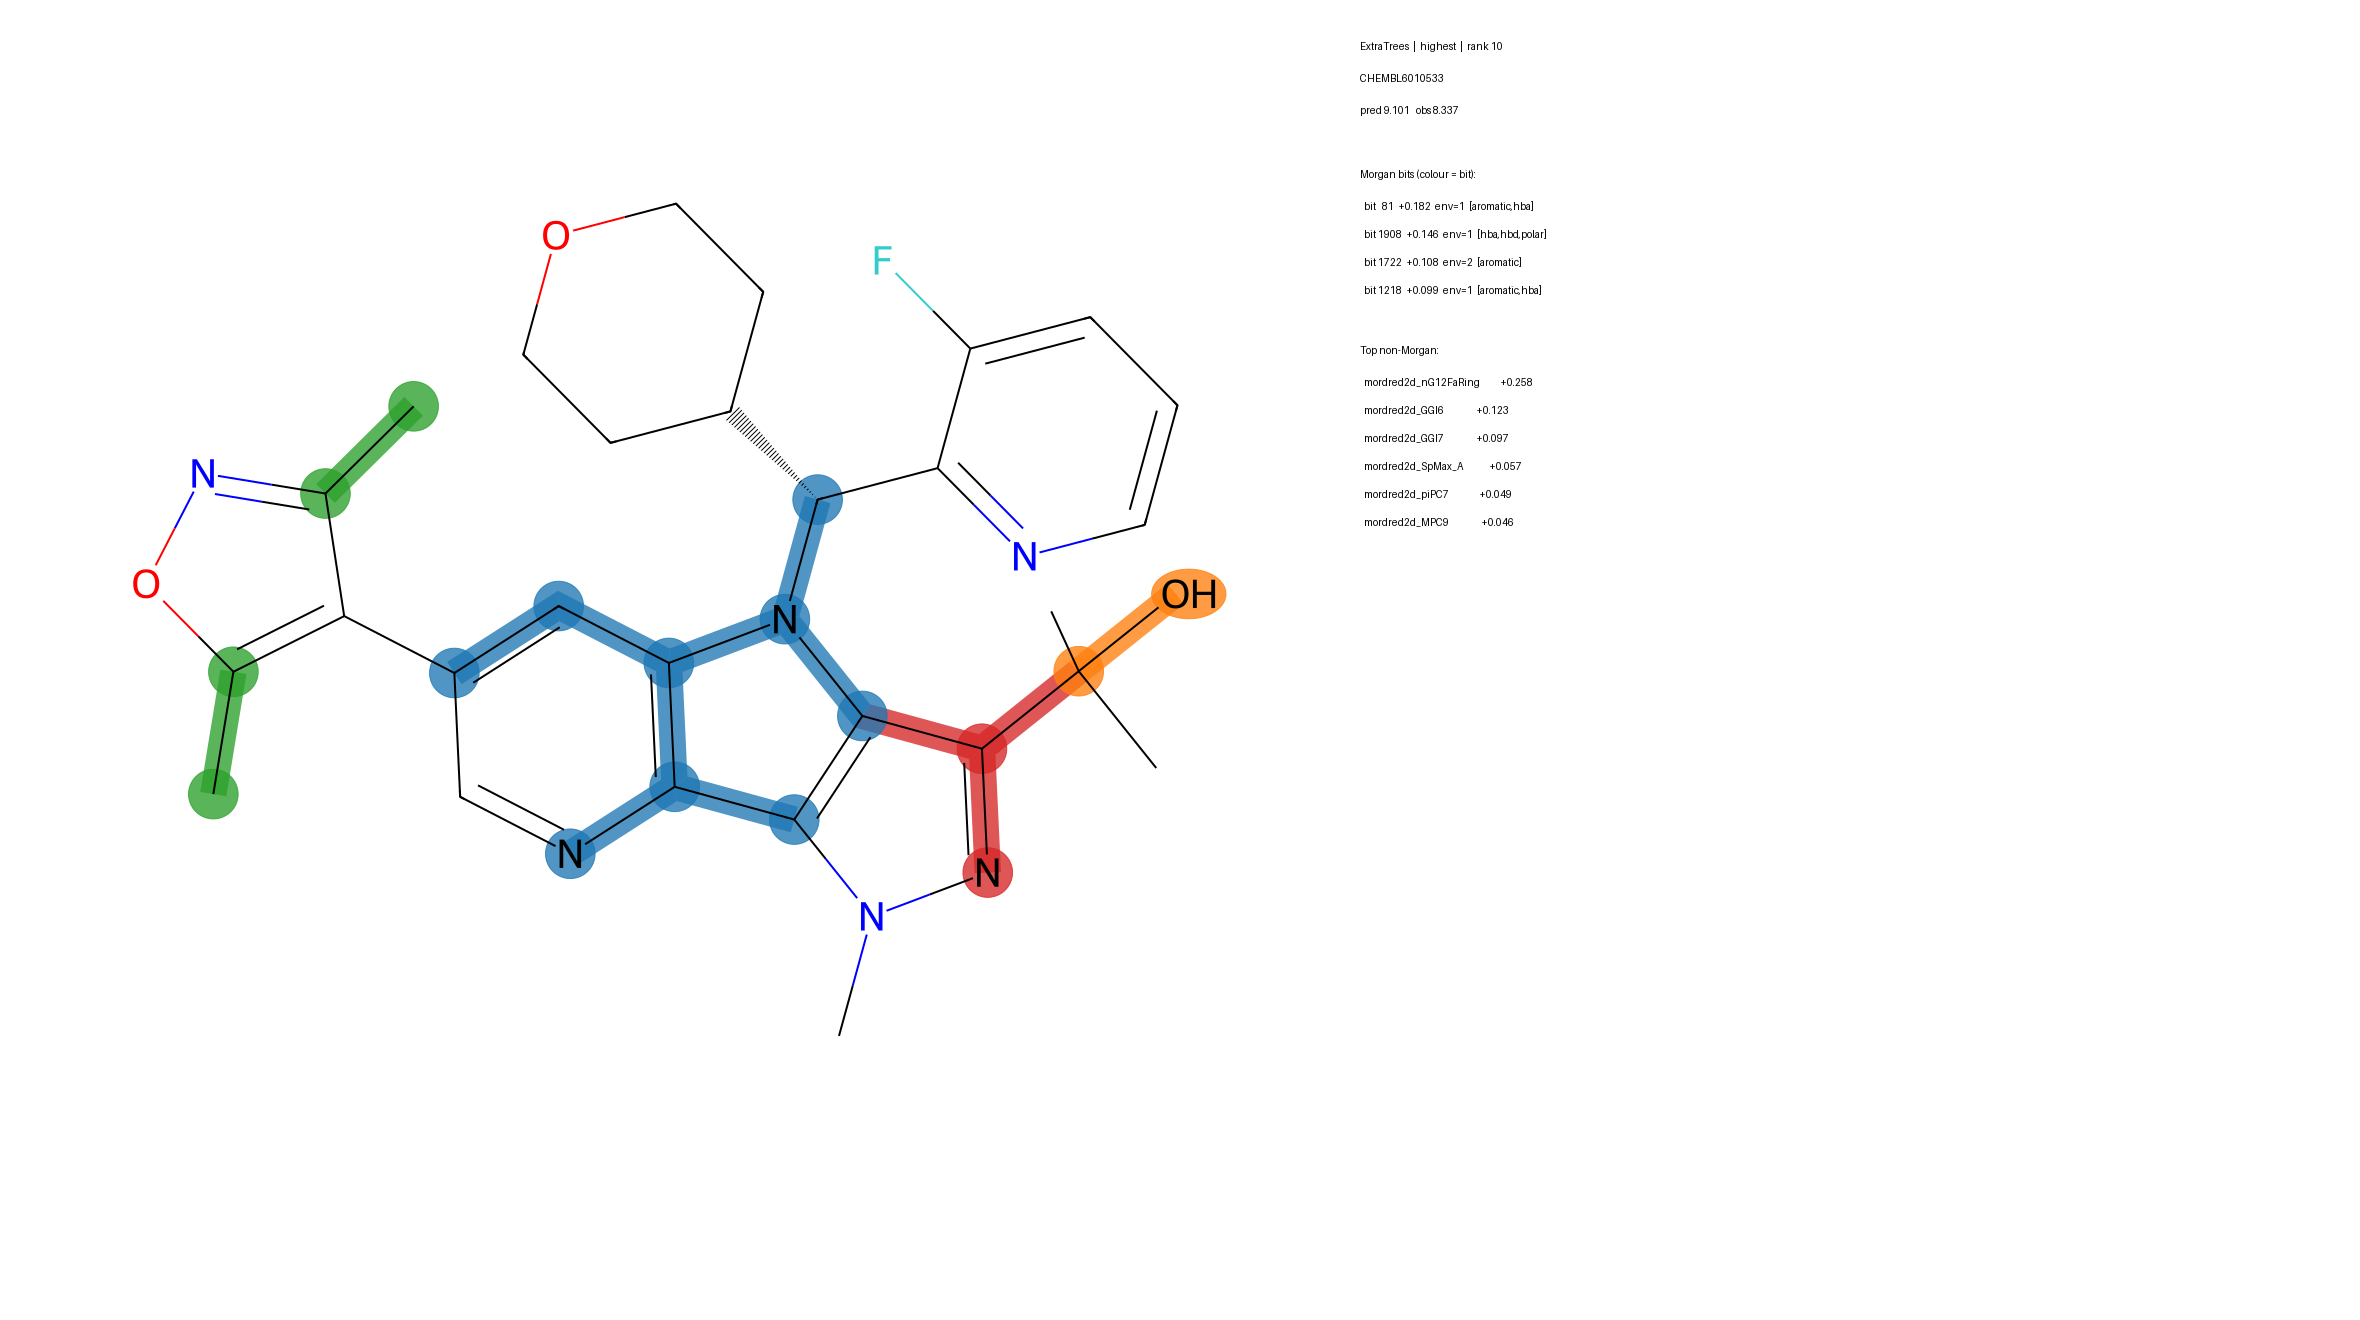 ExtraTrees | highest | rank 10
CHEMBL6010533
pred 9.101 obs 8.337
Morgan bits (colour = bit):
bit 81 +0.182 env=1 [aromatic,hba]
bit 1908 +0.146 env=1 [hba,hbd,polar]
bit 1722 +0.108 env=2 [aromatic]
bit 1218 +0.099 env=1 [aromatic,hba]
Top non-Morgan:
mordred2d_nG12FaRing +0.258
mordred2d_GGI6 +0.123
mordred2d_GGI7 +0.097
mordred2d_SpMax_A +0.057
mordred2d_piPC7 +0.049
mordred2d_MPC9 +0.046
O
F
N
N
O
OH
N
N
N
N